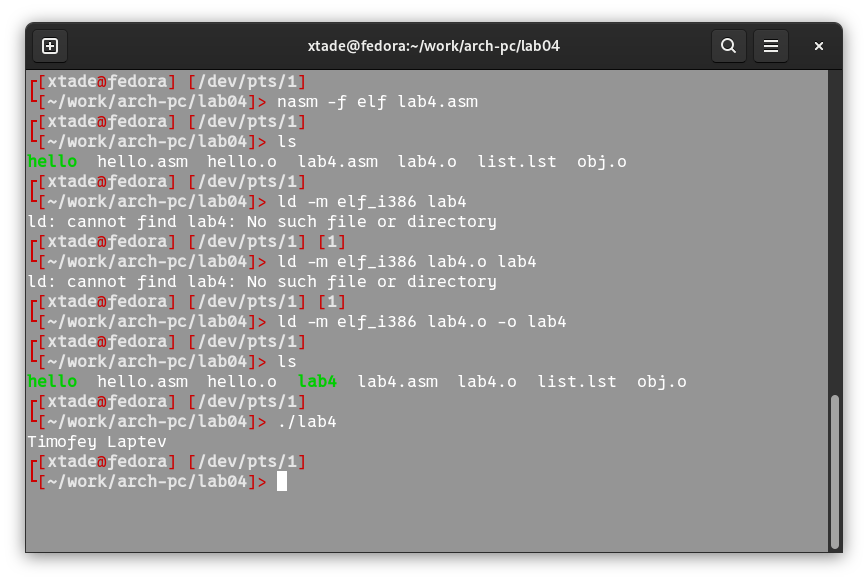 xtade@fedora:~/work/arch-pc/lab04
┌[xtade@fedora] [/dev/pts/1]
└[~/work/arch-pc/lab04]> nasm -f elf lab4.asm
┌[xtade@fedora] [/dev/pts/1]
└[~/work/arch-pc/lab04]> ls
hello  hello.asm  hello.o  lab4.asm  lab4.o  list.lst  obj.o
┌[xtade@fedora] [/dev/pts/1]
└[~/work/arch-pc/lab04]> ld -m elf_i386 lab4
ld: cannot find lab4: No such file or directory
┌[xtade@fedora] [/dev/pts/1] [1]
└[~/work/arch-pc/lab04]> ld -m elf_i386 lab4.o lab4
ld: cannot find lab4: No such file or directory
┌[xtade@fedora] [/dev/pts/1] [1]
└[~/work/arch-pc/lab04]> ld -m elf_i386 lab4.o -o lab4
┌[xtade@fedora] [/dev/pts/1]
└[~/work/arch-pc/lab04]> ls
hello  hello.asm  hello.o  lab4  lab4.asm  lab4.o  list.lst  obj.o
┌[xtade@fedora] [/dev/pts/1]
└[~/work/arch-pc/lab04]> ./lab4
Timofey Laptev
┌[xtade@fedora] [/dev/pts/1]
└[~/work/arch-pc/lab04]>